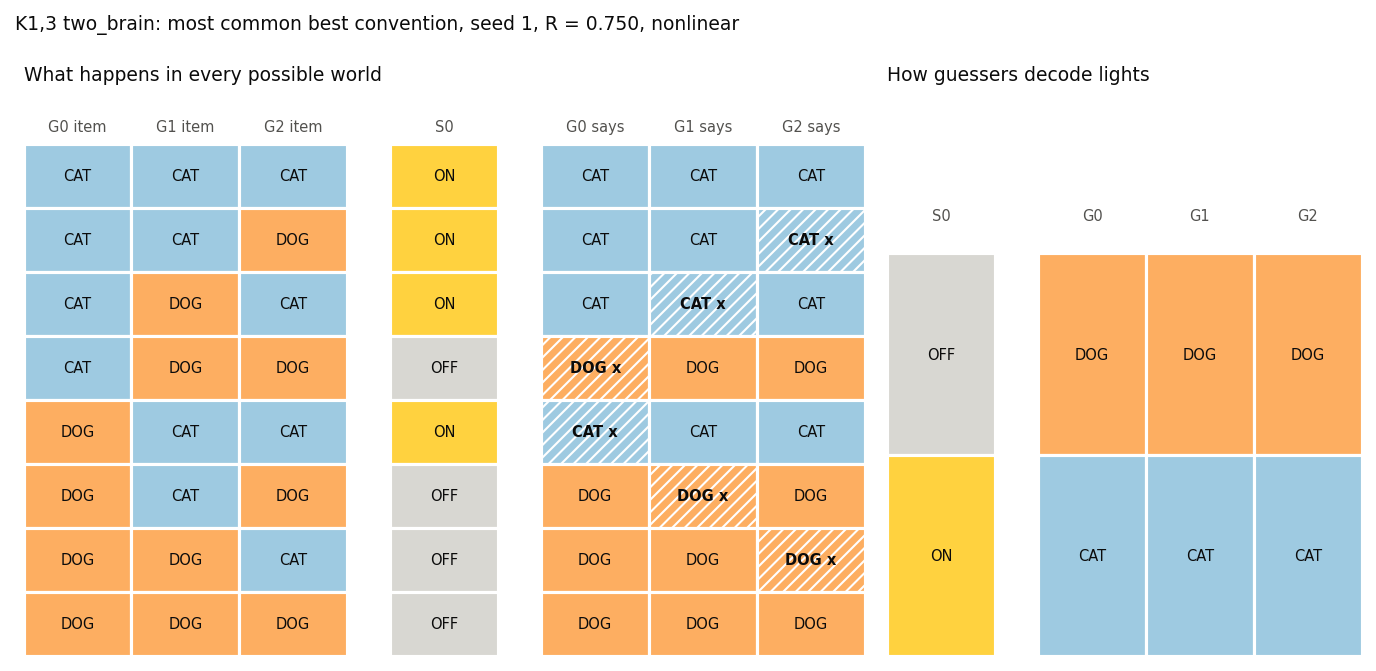 K1,3 two_brain: most common best convention, seed 1, R = 0.750, nonlinear
What happens in every possible world
How guessers decode lights
G0 item G1 item G2 item S0 G0 says G1 says G2 says
CAT CAT CAT ON CAT CAT CAT
CAT CAT DOG ON CAT CAT CAT x
CAT DOG CAT ON CAT CAT x CAT
CAT DOG DOG OFF DOG x DOG DOG
DOG CAT CAT ON CAT x CAT CAT
DOG CAT DOG OFF DOG DOG x DOG
DOG DOG CAT OFF DOG DOG DOG x
DOG DOG DOG OFF DOG DOG DOG
S0 G0 G1 G2
OFF DOG DOG DOG
ON CAT CAT CAT